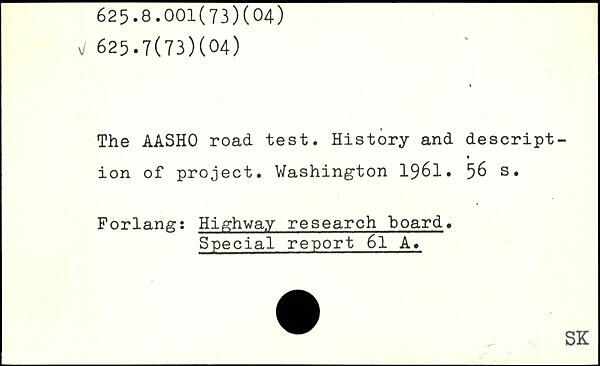 625.8.001(73)(04)
✓ 625.7(73)(04)
The AASHO road test. History and descript-
ion of project. Washington 1961. 56 s.
Forlang: Highway research board.
Special report 61 A.
SK